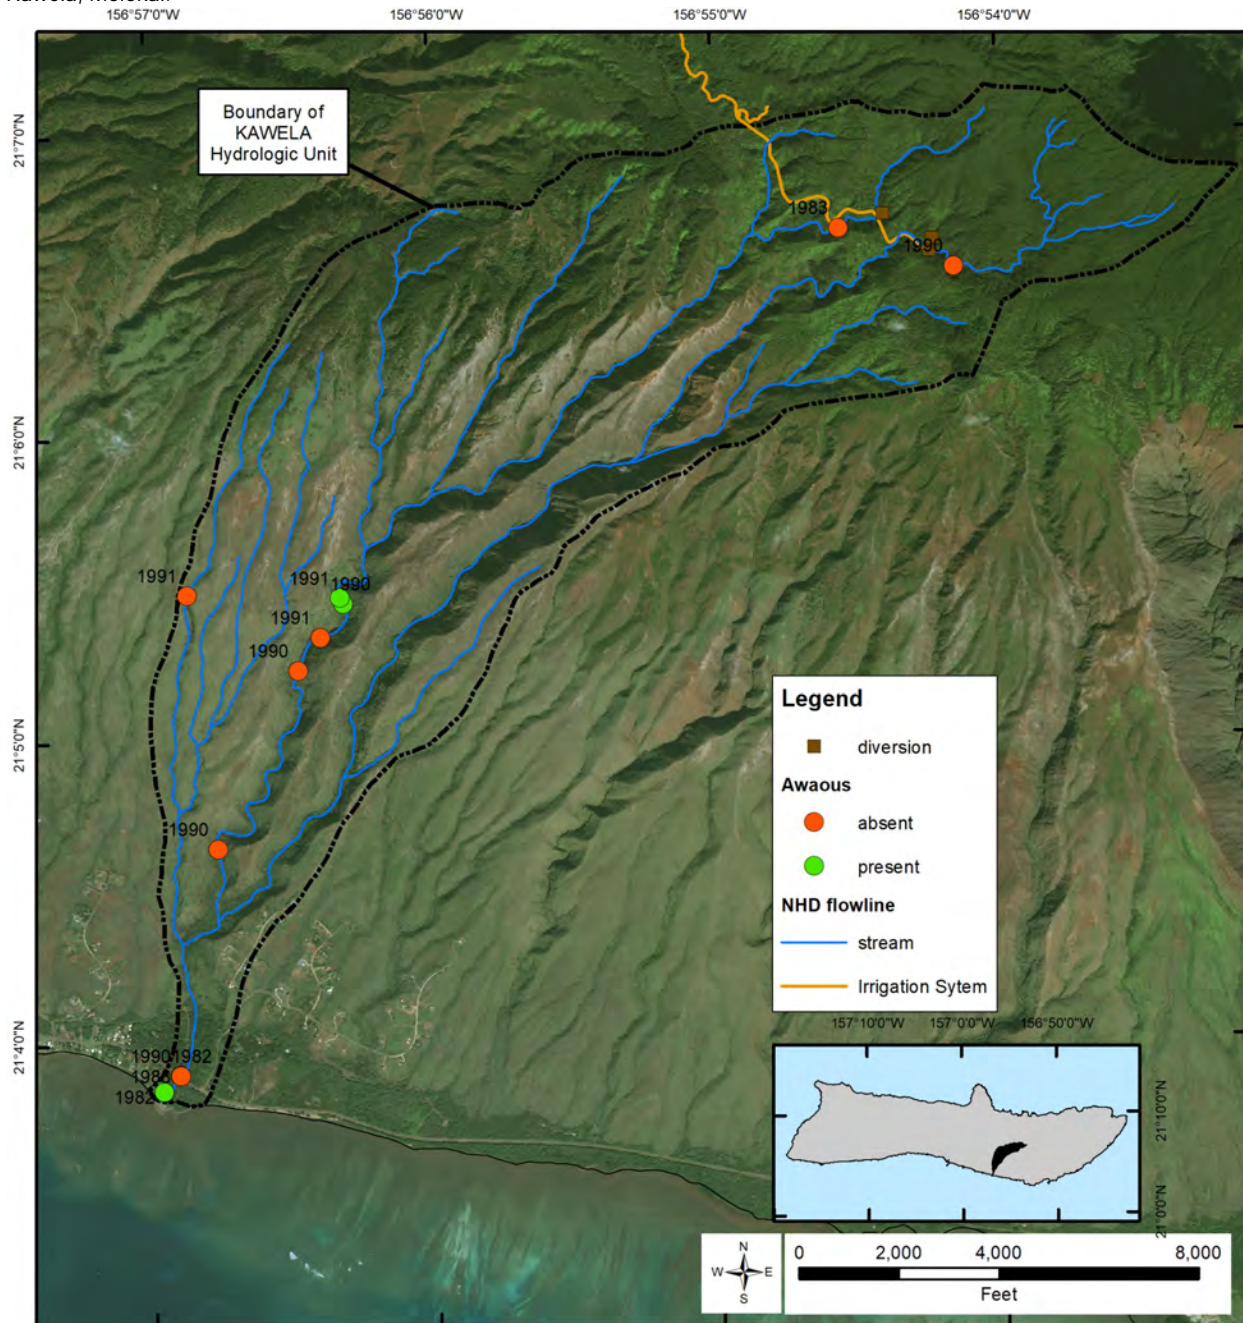 156°57'0"W
156°56'0"W
156°55'0"W
156°54'0"W
21°7'0"N
21°6'0"N
21°5'0"N
21°4'0"N
Boundary of
KAWELA
Hydrologic Unit
1983
1990
1991
1991
1990
1991
1990
1990
1990
1982
1982
Legend
diversion
Awaous
absent
present
NHD flowline
stream
Irrigation Sytem
157°10'0"W
157°0'0"W
156°50'0"W
21°10'0"N
21°0'0"N
N
W
E
S
0
2,000
4,000
8,000
Feet